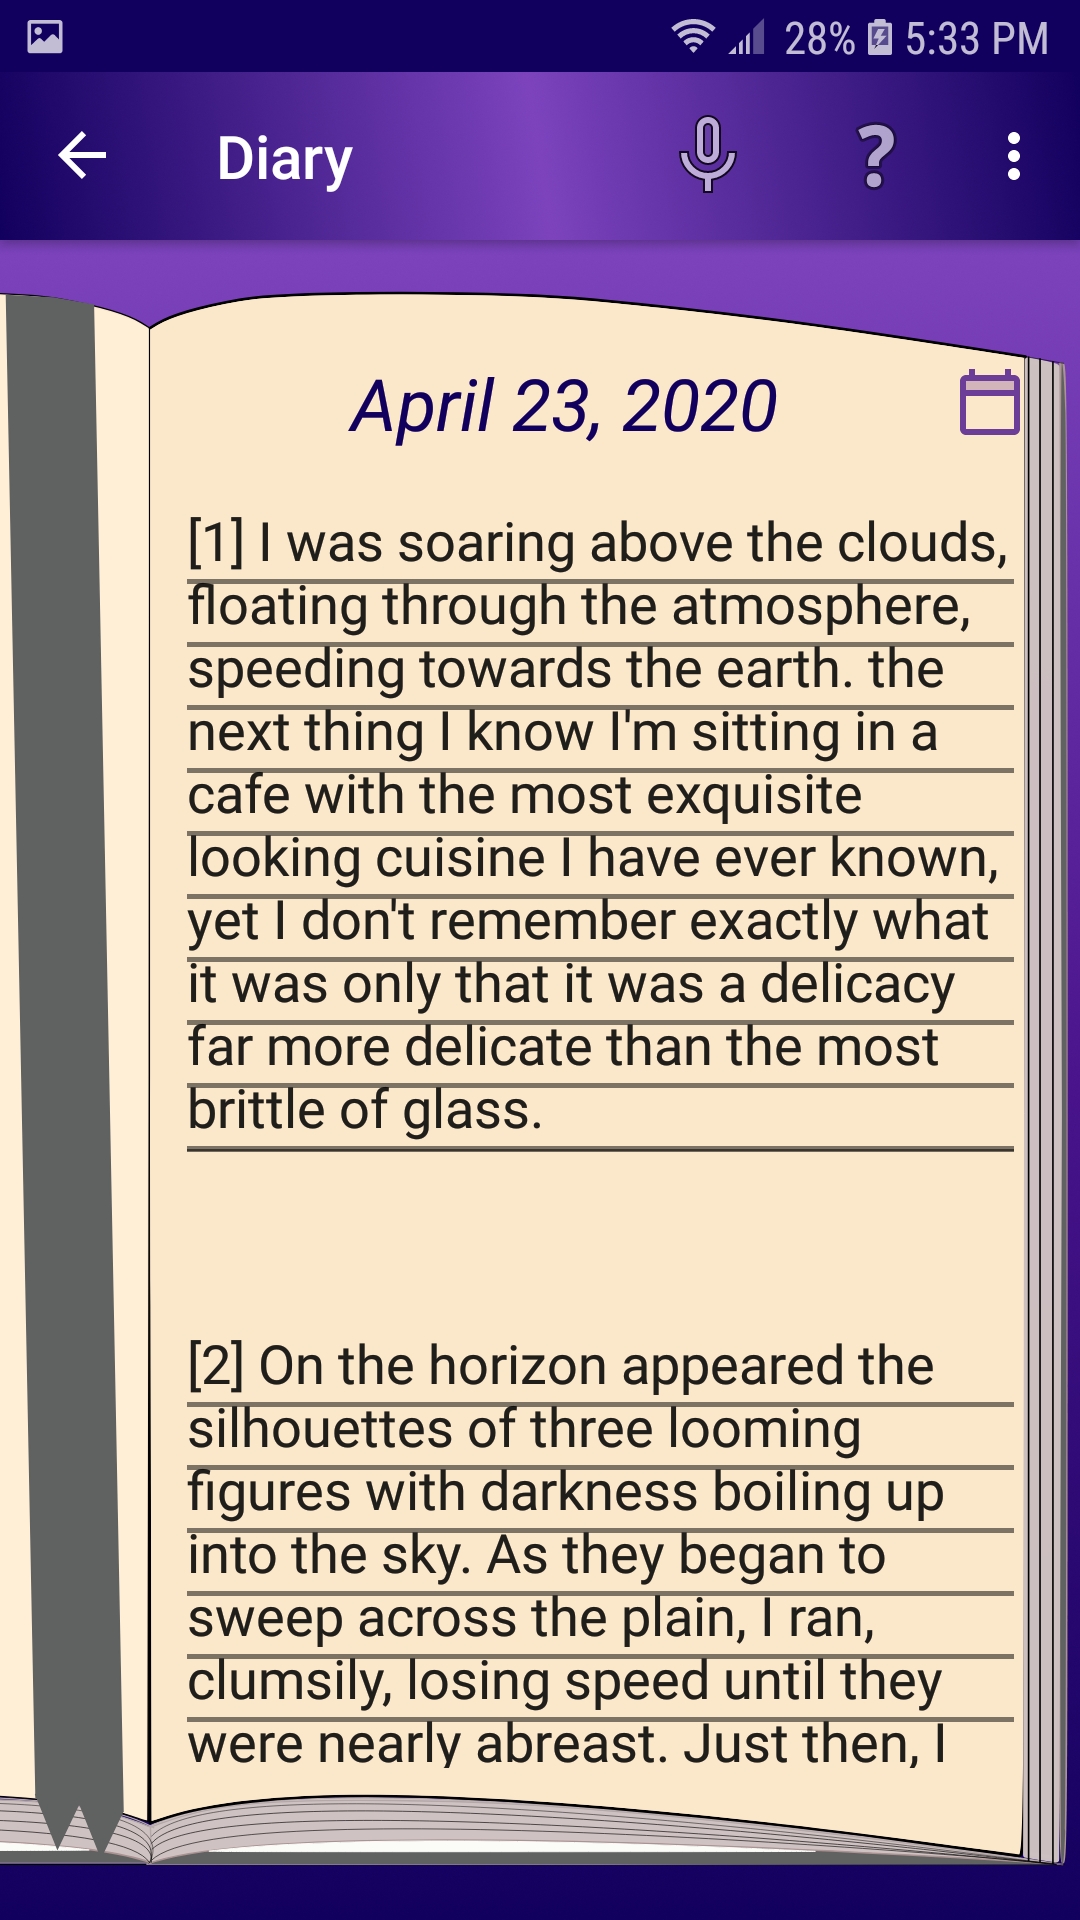 28% 5:33 PM
Diary
?
April 23, 2020
[1] I was soaring above the clouds,
floating through the atmosphere,
speeding towards the earth. the
next thing I know I'm sitting in a
cafe with the most exquisite
looking cuisine I have ever known,
yet I don't remember exactly what
it was only that it was a delicacy
far more delicate than the most
brittle of glass.
[2] On the horizon appeared the
silhouettes of three looming
figures with darkness boiling up
into the sky. As they began to
sweep across the plain, I ran,
clumsily, losing speed until they
were nearly abreast. Just then, I